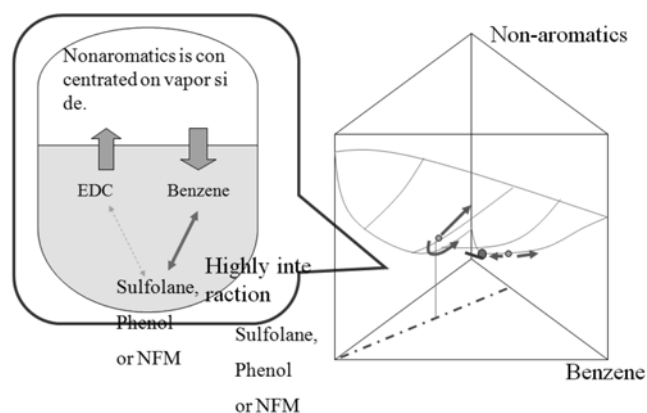 Nonaromatics is con
centrated on vapor si
de.
EDC
Benzene
Sulfolane,
Phenol
or NFM
Highly inte
raction
Sulfolane,
Phenol
or NFM
Non-aromatics
Benzene